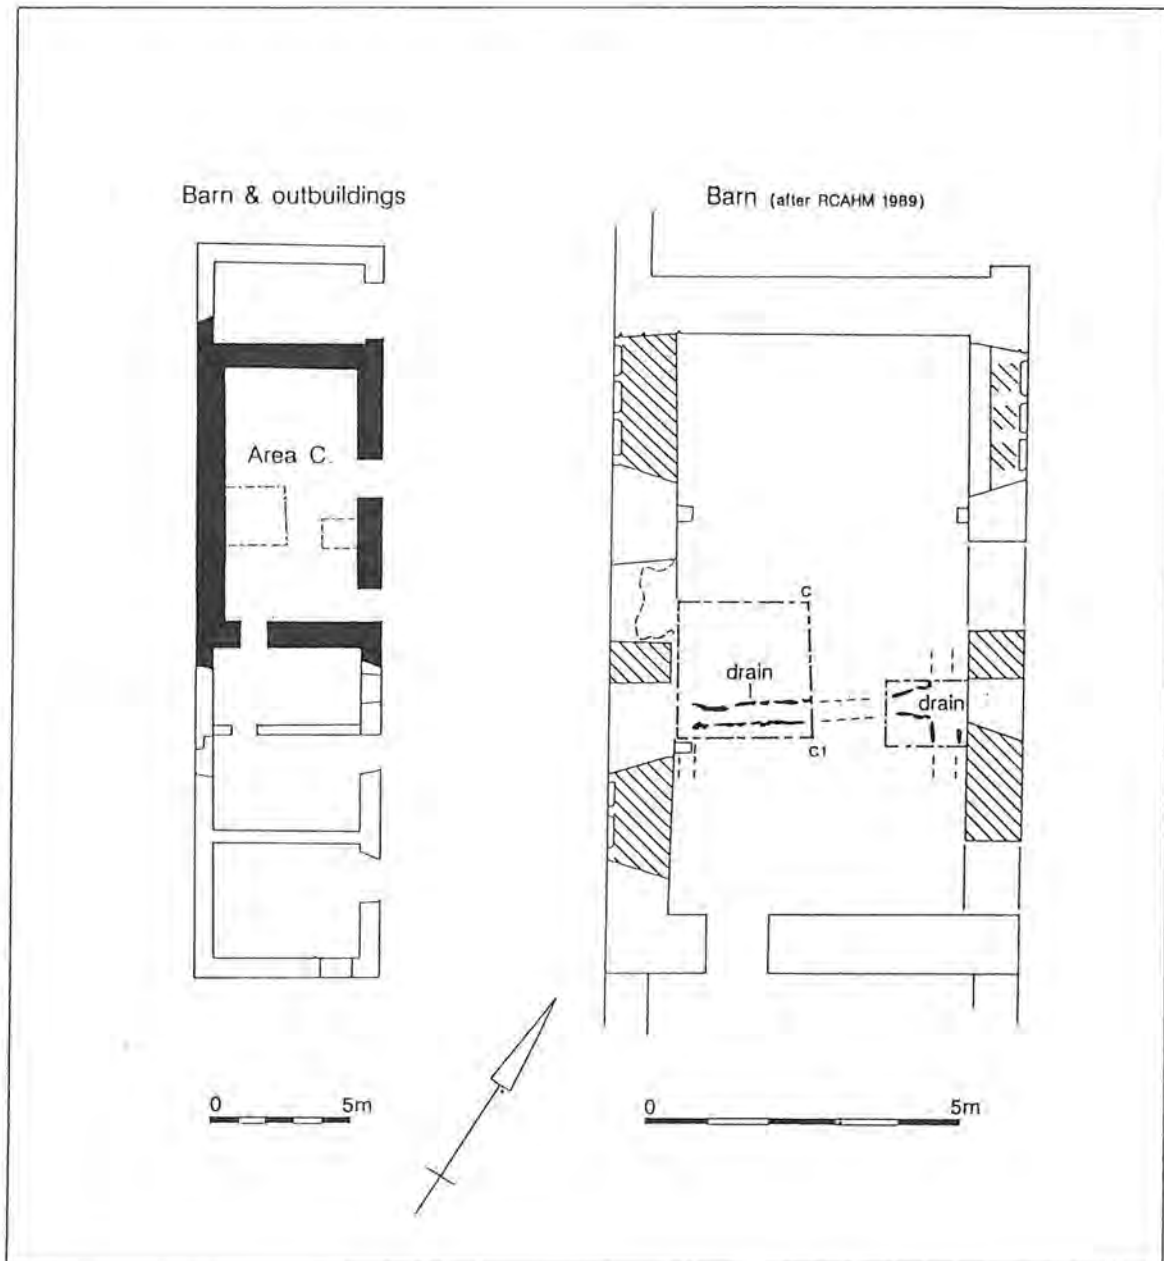 Barn & outbuildings
Barn (after RCAHM 1989)
Area C.
C
drain
drain
C1
0 5m
0 5m